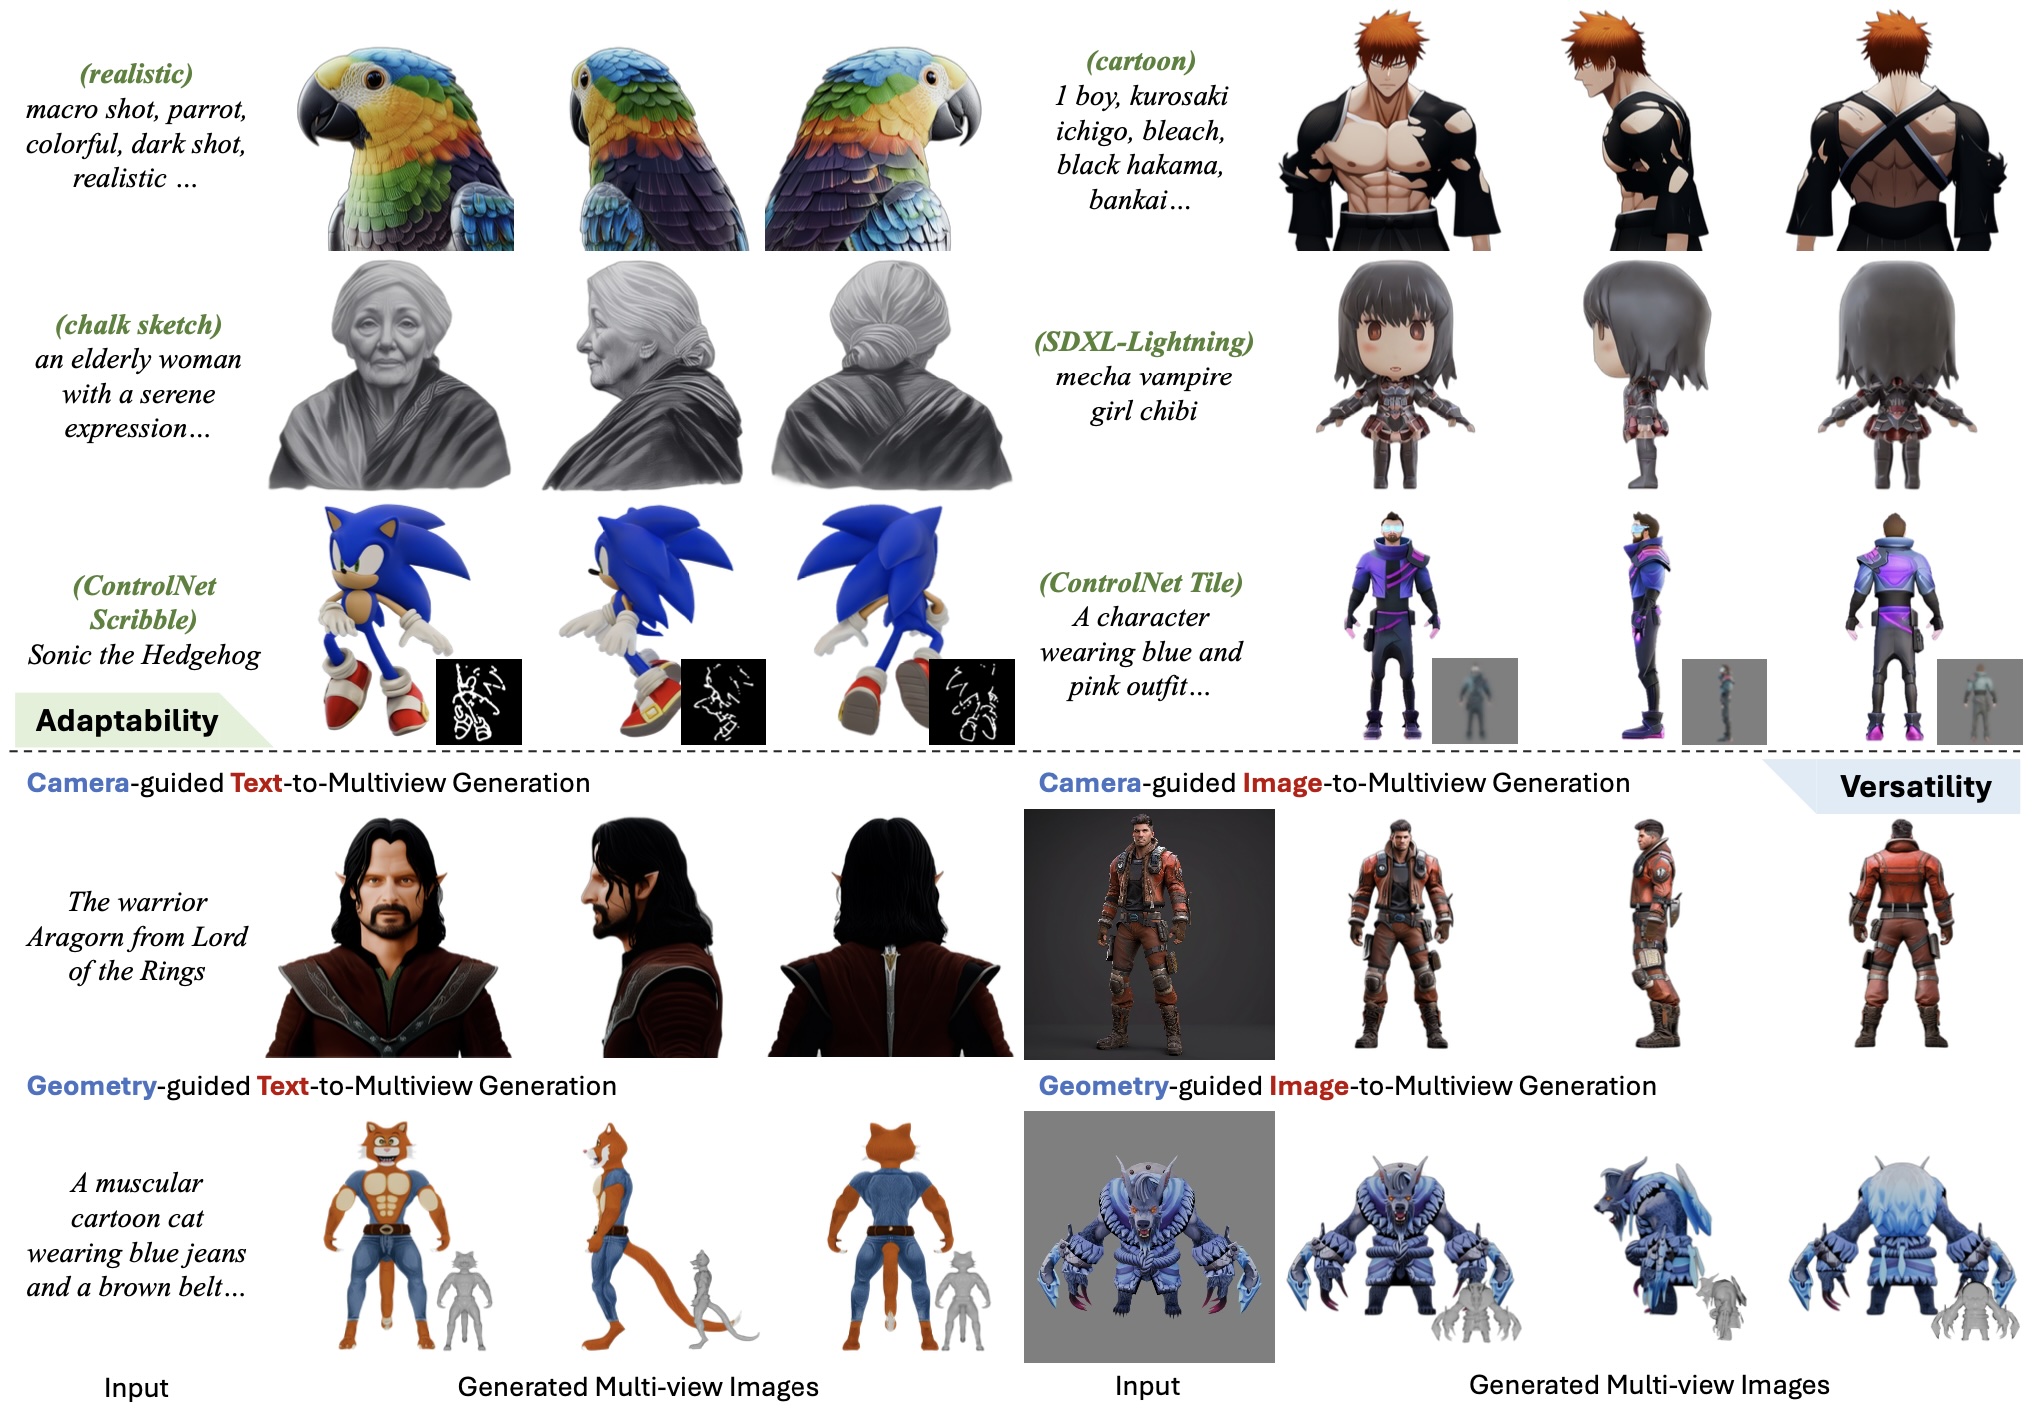 (realistic)
macro shot, parrot,
colorful, dark shot,
realistic ...
(cartoon)
1 boy, kurosaki
ichigo, bleach,
black hakama,
bankai...
(chalk sketch)
an elderly woman
with a serene
expression...
(SDXL-Lightning)
mecha vampire
girl chibi
(ControlNet
Scribble)
Sonic the Hedgehog
(ControlNet Tile)
A character
wearing blue and
pink outfit...
Adaptability
Versatility
Camera-guided Text-to-Multiview Generation
Camera-guided Image-to-Multiview Generation
The warrior
Aragorn from Lord
of the Rings
Geometry-guided Text-to-Multiview Generation
Geometry-guided Image-to-Multiview Generation
A muscular
cartoon cat
wearing blue jeans
and a brown belt...
Input
Generated Multi-view Images
Input
Generated Multi-view Images